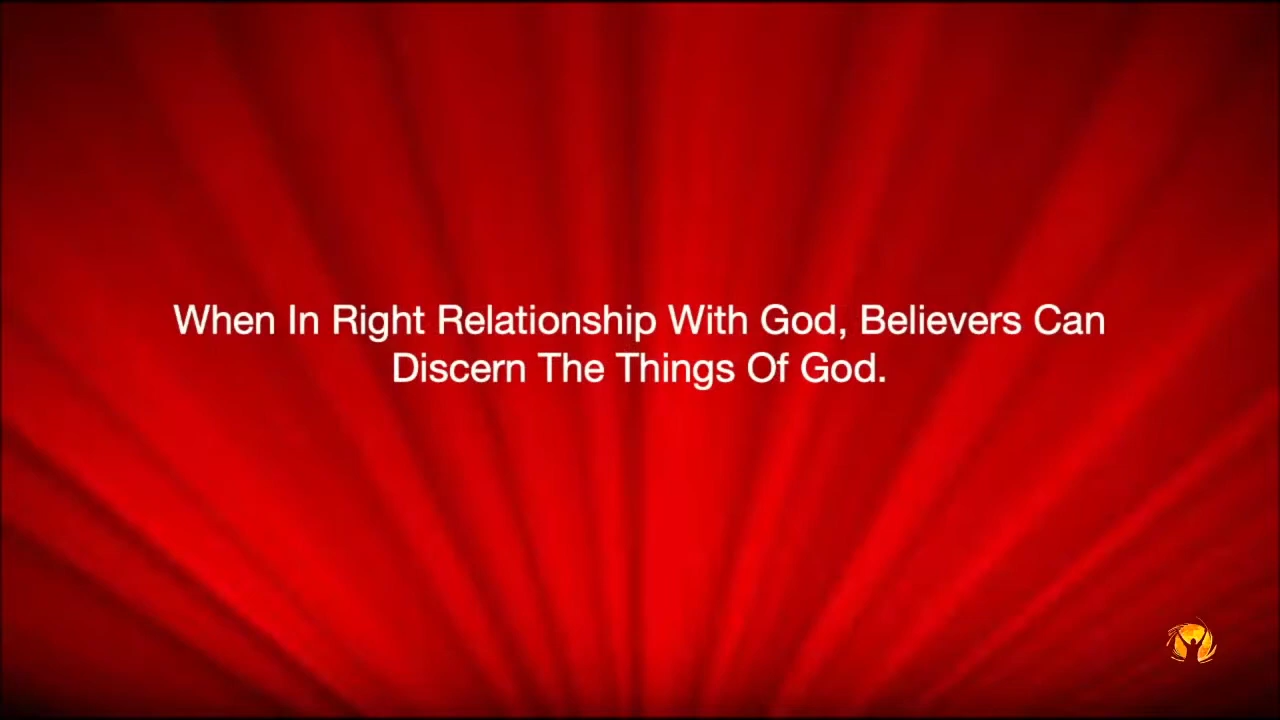 When In Right Relationship With God, Believers Can
Discern The Things Of God.